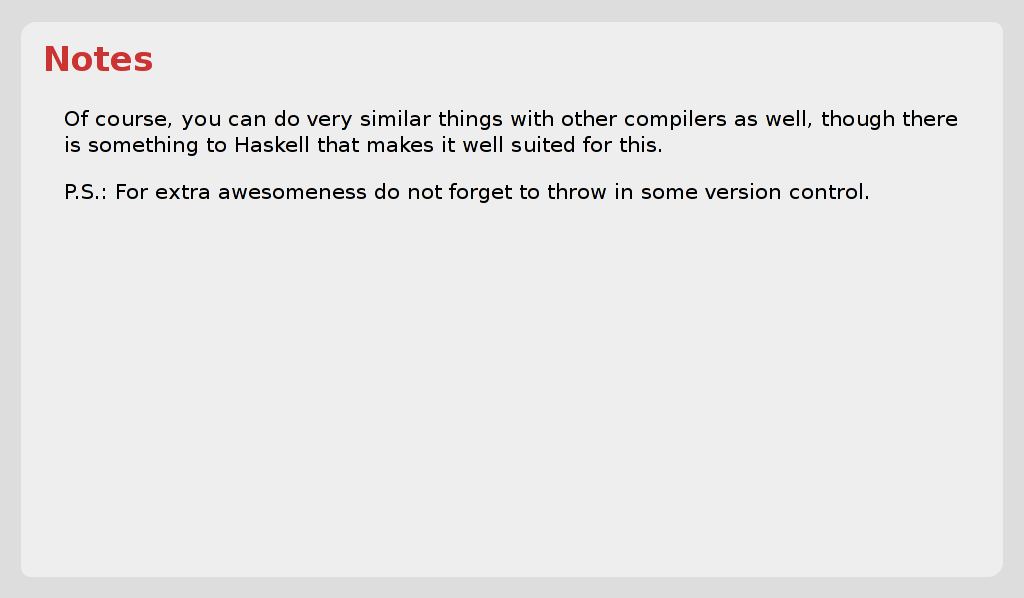 Notes
Of course, you can do very similar things with other compilers as well, though there
is something to Haskell that makes it well suited for this.
P.S.: For extra awesomeness do not forget to throw in some version control.